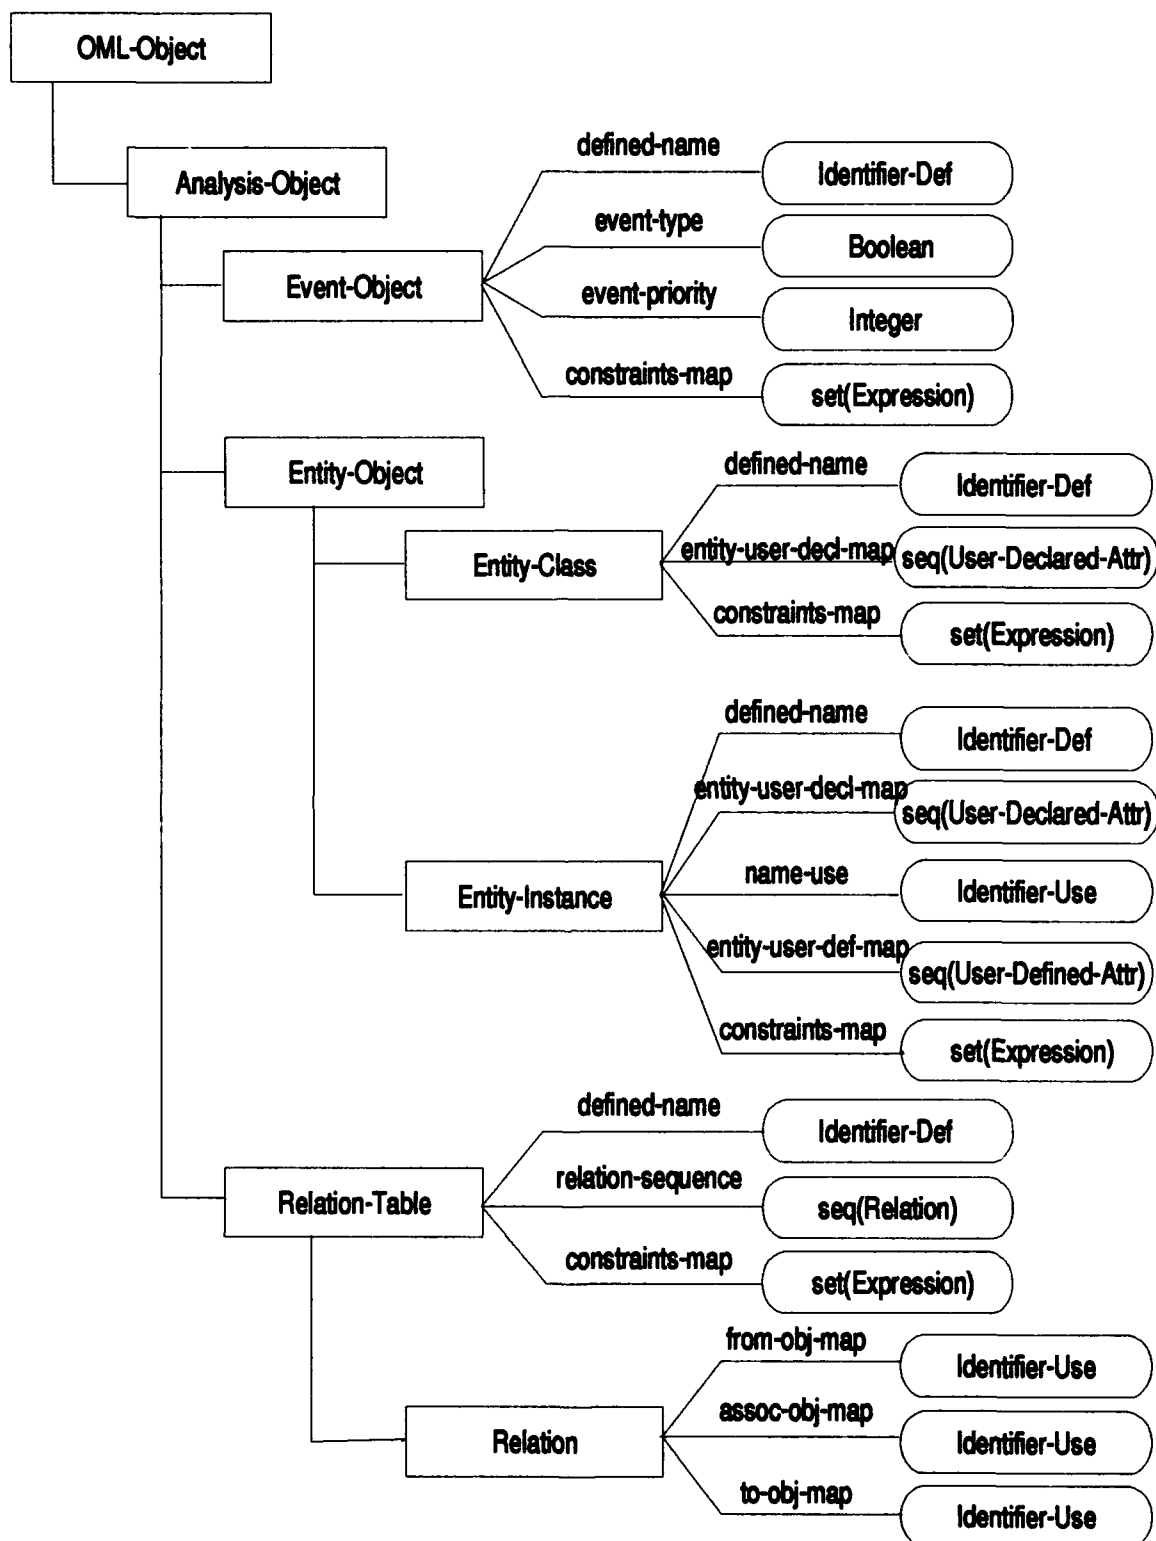 OML-Object
Analysis-Object
Event-Object
defined-name
Identifier-Def
event-type
Boolean
event-priority
Integer
constraints-map
set(Expression)
Entity-Object
Entity-Class
defined-name
Identifier-Def
entity-user-decl-map
seq(User-Declared-Attr)
constraints-map
set(Expression)
Entity-Instance
defined-name
Identifier-Def
entity-user-decl-map
seq(User-Declared-Attr)
name-use
Identifier-Use
entity-user-def-map
seq(User-Defined-Attr)
constraints-map
set(Expression)
Relation-Table
defined-name
Identifier-Def
relation-sequence
seq(Relation)
constraints-map
set(Expression)
Relation
from-obj-map
Identifier-Use
assoc-obj-map
Identifier-Use
to-obj-map
Identifier-Use